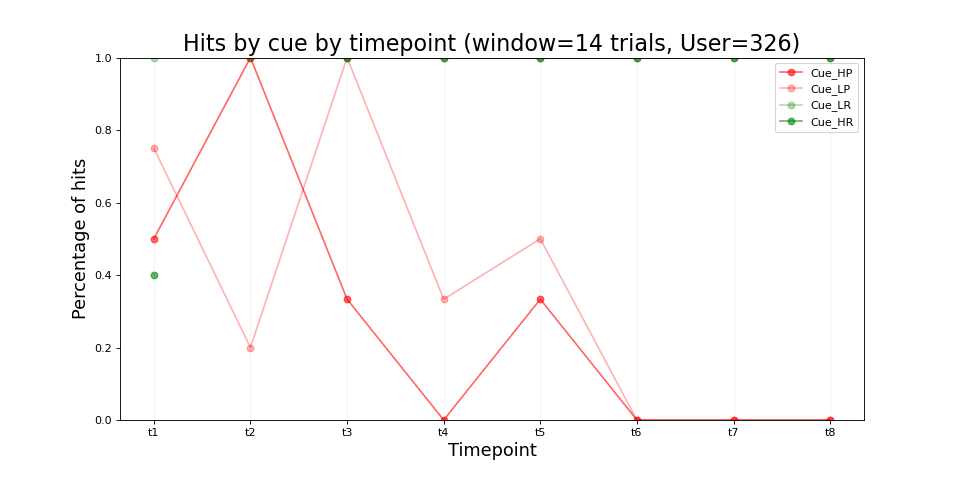 Hits by cue by timepoint (window=14 trials, User=326)
Percentage of hits
1.0
0.8
0.6
0.4
0.2
0.0
t1 t2 t3 t4 t5 t6 t7 t8
Timepoint
Cue_HP
Cue_LP
Cue_LR
Cue_HR